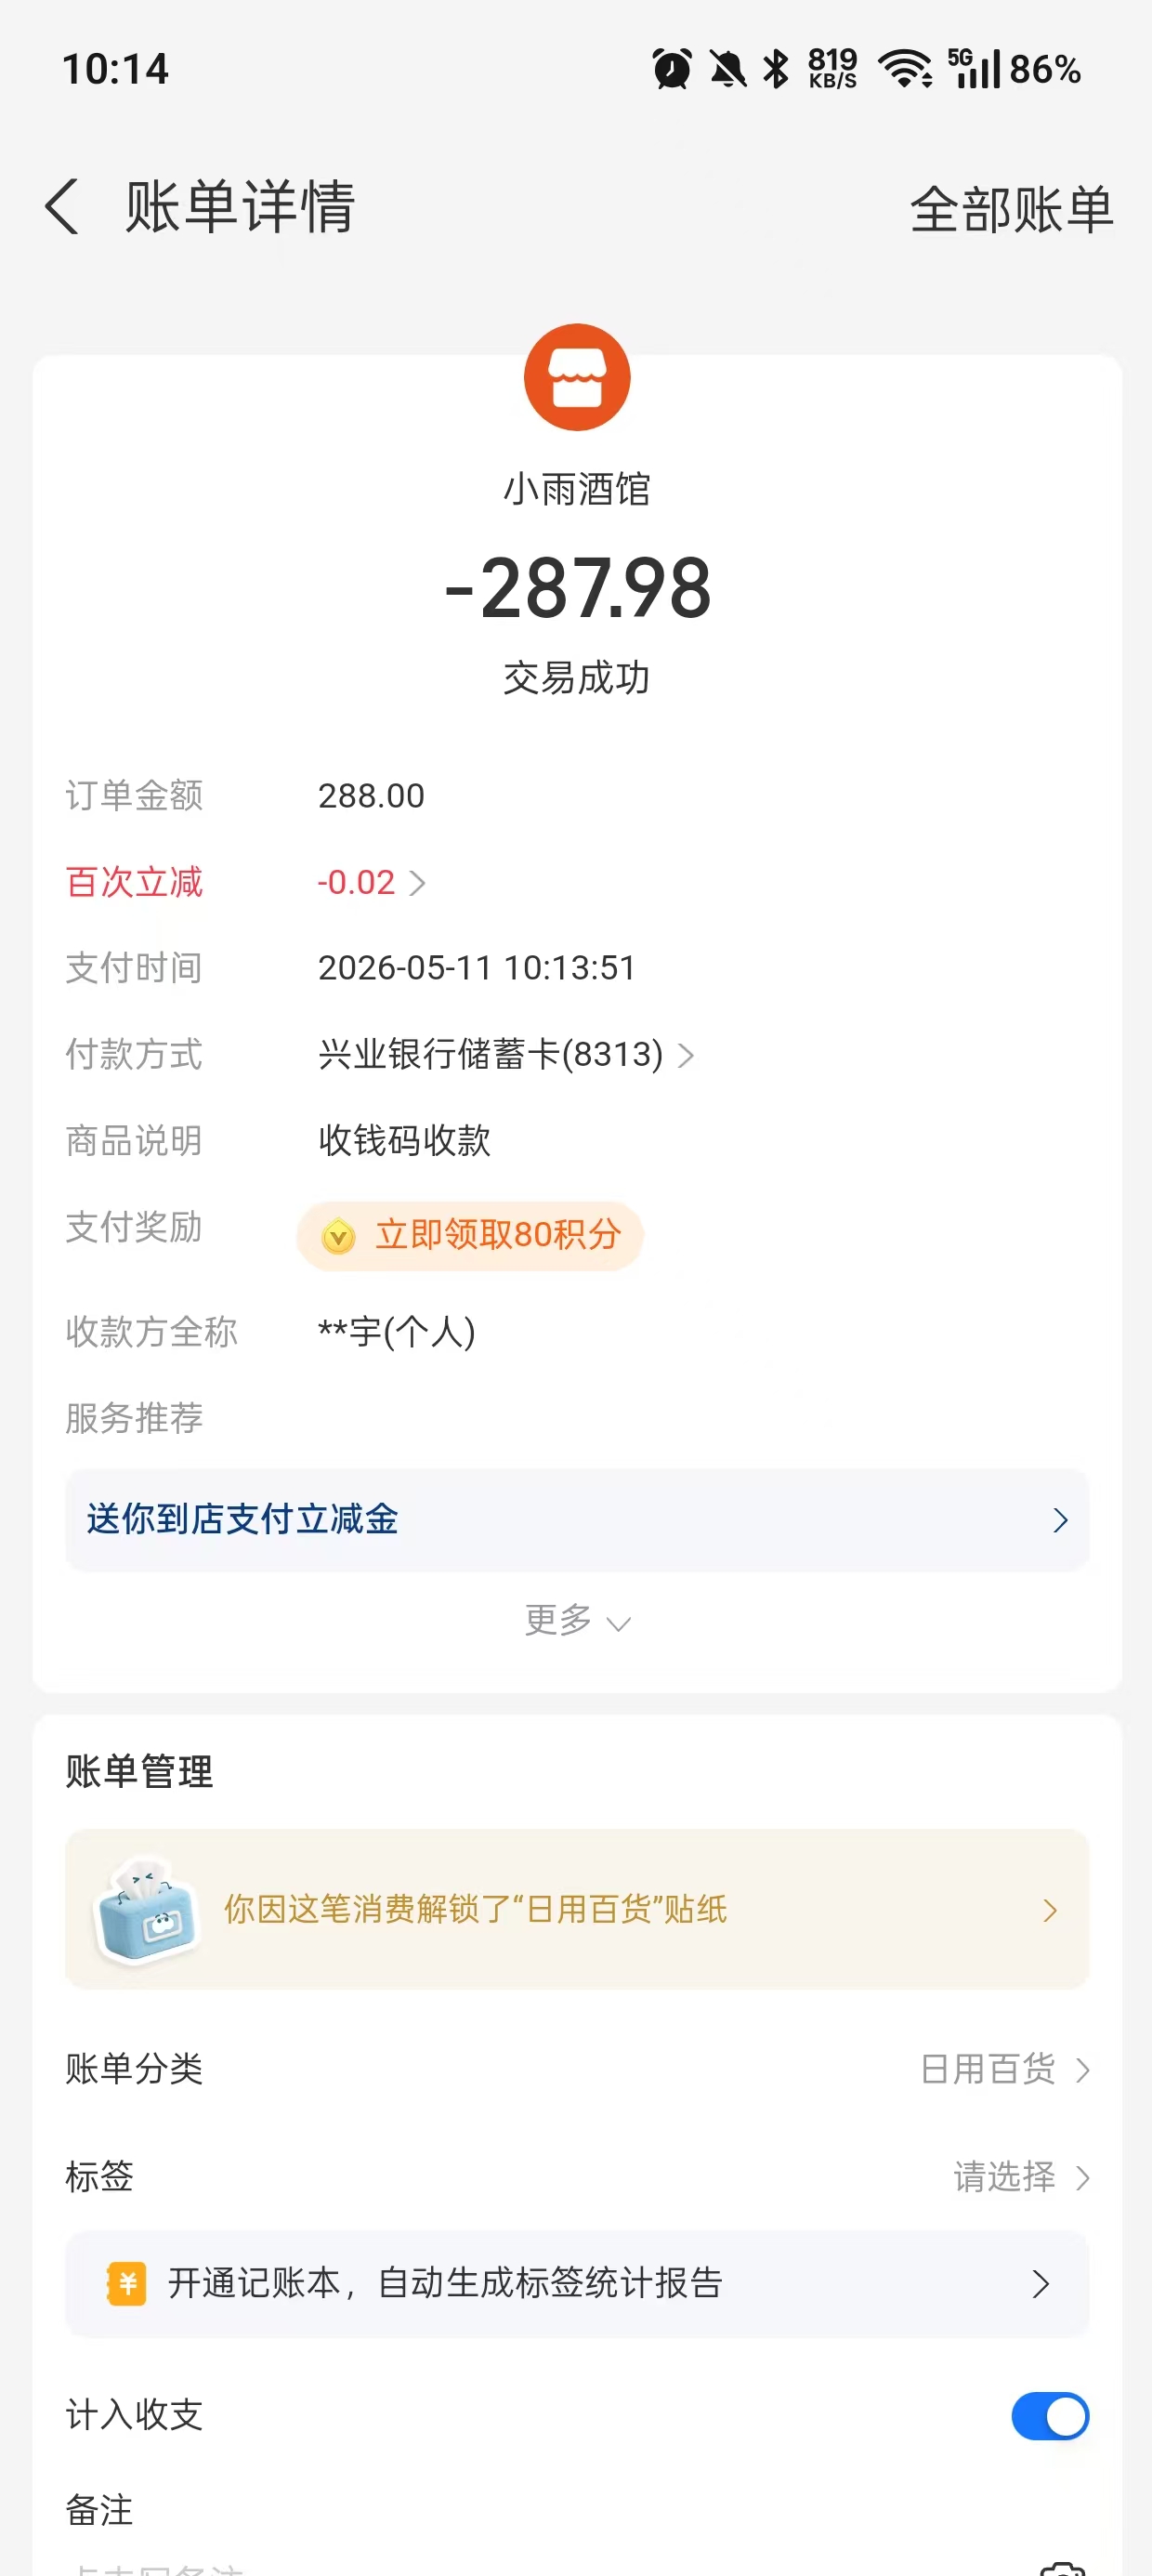 10:14
819 KB/S 5G 86%
账单详情 全部账单
小雨酒馆
-287.98
交易成功
订单金额 288.00
百次立减 -0.02
支付时间 2026-05-11 10:13:51
付款方式 兴业银行储蓄卡(8313)
商品说明 收钱码收款
支付奖励 立即领取80积分
收款方全称 **宇(个人)
服务推荐
送你到店支付立减金
更多
账单管理
你因这笔消费解锁了“日用百货”贴纸
账单分类 日用百货
标签 请选择
¥ 开通记账本，自动生成标签统计报告
计入收支
备注